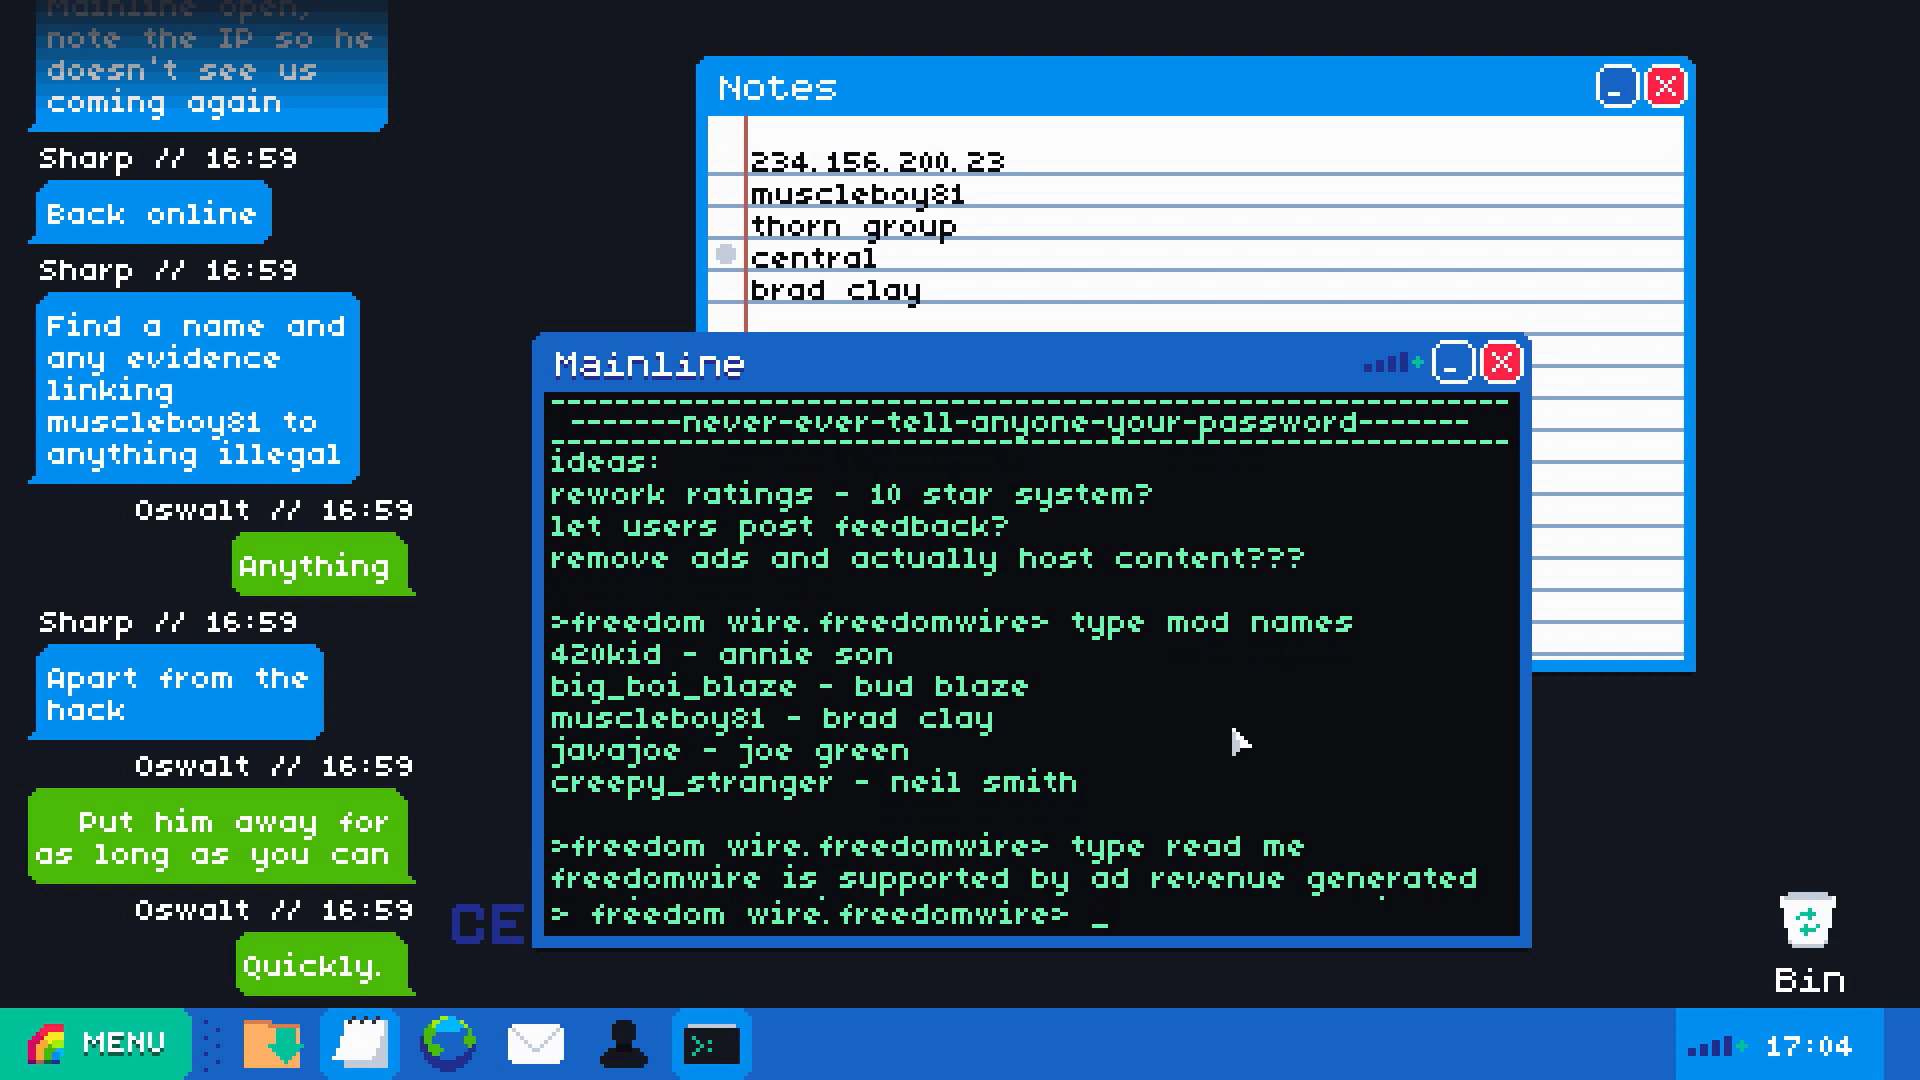 Mainline open,
note the IP so he
doesn't see us
coming again
Sharp // 16:59
Back online
Sharp // 16:59
Find a name and
any evidence
linking
muscleboy81 to
anything illegal
Oswalt // 16:59
Anything
Sharp // 16:59
Apart from the
hack
Oswalt // 16:59
Put him away for
as long as you can
Oswalt // 16:59
Quickly.
Notes
234.156.200.23
muscleboy81
thorn group
central
brad clay
Mainline
-------never-ever-tell-anyone-your-password-------
ideas:
rework ratings - 10 star system?
let users post feedback?
remove ads and actually host content???
>freedom wire.freedomwire> type mod names
420kid - annie son
big_boi_blaze - bud blaze
muscleboy81 - brad clay
javajoe - joe green
creepy_stranger - neil smith
>freedom wire.freedomwire> type read me
freedomwire is supported by ad revenue generated
> freedom wire.freedomwire> _
CE
Bin
MENU
17:04